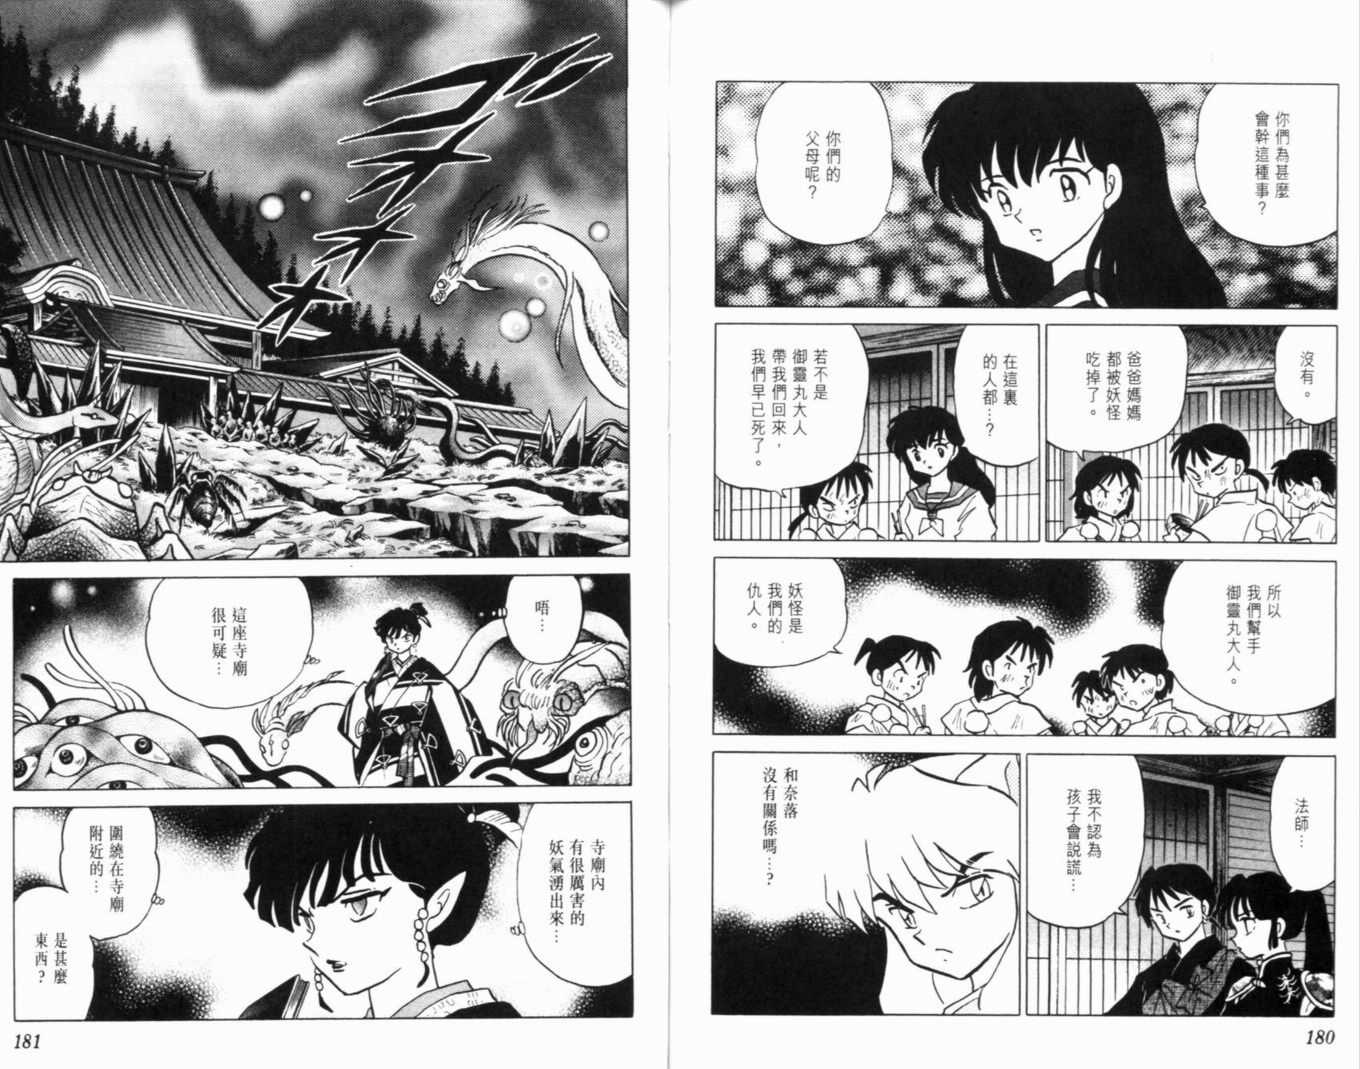 你們為甚麼
會幹這種事？
你們的
父母呢？
沒有。
爸爸媽媽
都被妖怪
吃掉了。
在這裏
的人都…？
若不是
御靈丸大人
帶我們回來，
我們早已死了。
所以
我們幫手
御靈丸大人。
妖怪是
我們的
仇人。
法師…
我不認為
孩子會説謊…
和奈落
沒有關係嗎…？
180
唔…
這座寺廟
很可疑…
寺廟內
有很厲害的
妖氣湧出來…
圍繞在寺廟
附近的…
是甚麼
東西？
181